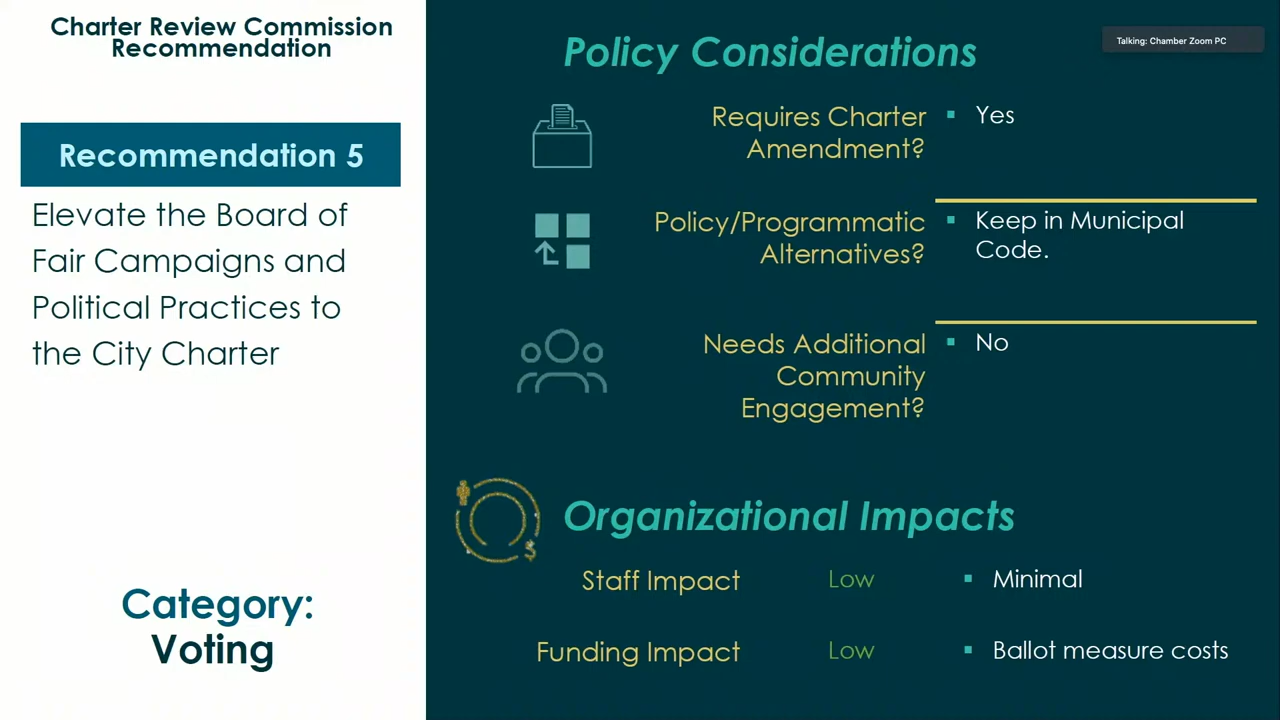 Charter Review Commission
Recommendation
Recommendation 5
Elevate the Board of
Fair Campaigns and
Political Practices to
the City Charter
Category:
Voting
Policy Considerations
Talking: Chamber Zoom PC
Requires Charter
Amendment?
▪ Yes
Policy/Programmatic
Alternatives?
▪ Keep in Municipal
Code.
Needs Additional
Community
Engagement?
▪ No
Organizational Impacts
Staff Impact
Low
▪ Minimal
Funding Impact
Low
▪ Ballot measure costs